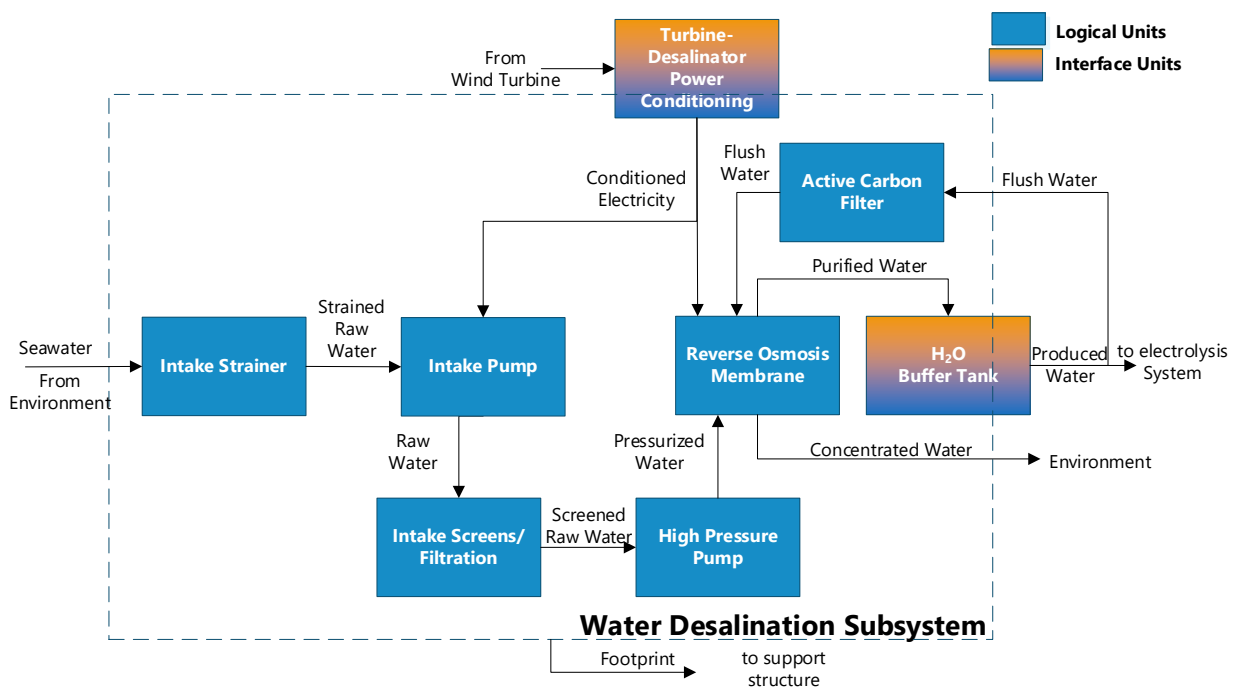 Turbine-
Desalinator
Power
Conditioning
Logical Units
Interface Units
From
Wind Turbine
Flush
Water
Active Carbon
Filter
Flush Water
Conditioned
Electricity
Purified Water
Strained
Raw
Water
Seawater
From
Environment
Intake Strainer
Intake Pump
Reverse Osmosis
Membrane
H₂O
Buffer Tank
Produced
Water
to electrolysis
System
Raw
Water
Pressurized
Water
Concentrated Water
Environment
Intake Screens/
Filtration
Screened
Raw Water
High Pressure
Pump
Water Desalination Subsystem
Footprint
to support
structure